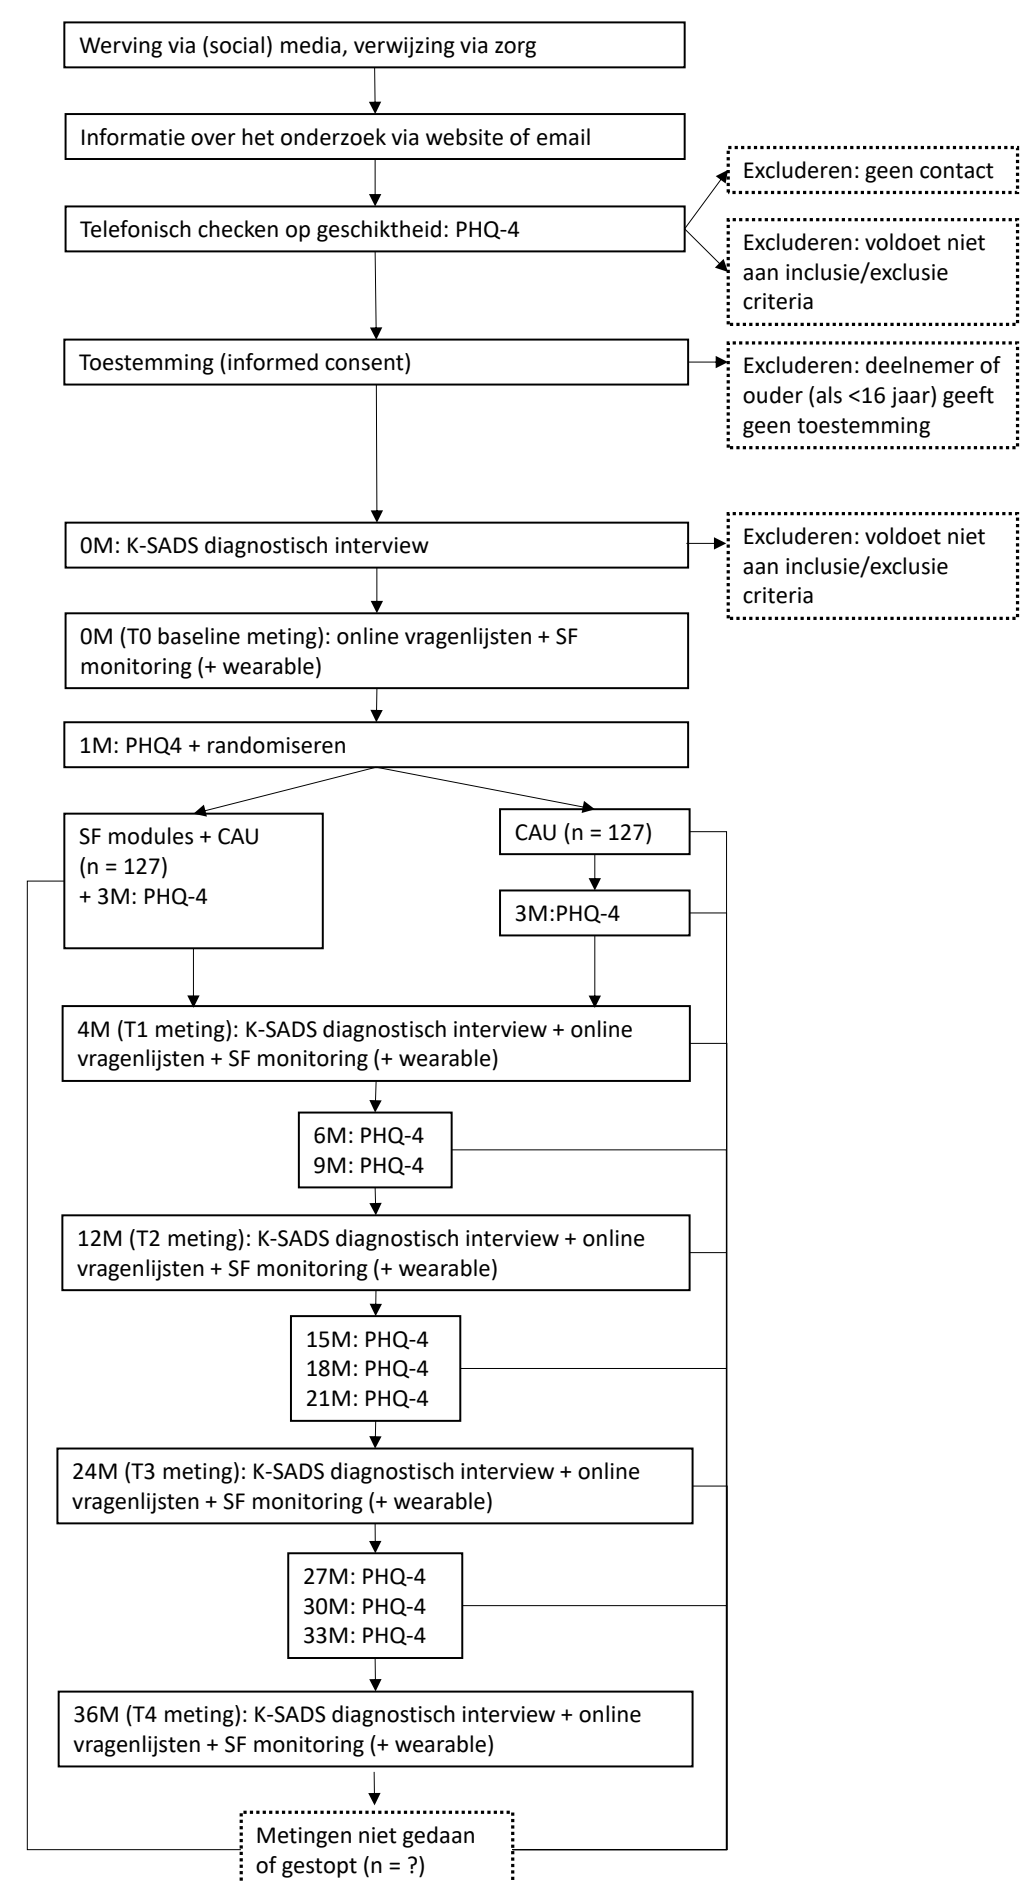 Werving via (social) media, verwijzing via zorg
Informatie over het onderzoek via website of email
Telefonisch checken op geschiktheid: PHQ-4
Excluderen: geen contact
Excluderen: voldoet niet
aan inclusie/exclusie
criteria
Toestemming (informed consent)
Excluderen: deelnemer of
ouder (als <16 jaar) geeft
geen toestemming
0M: K-SADS diagnostisch interview
Excluderen: voldoet niet
aan inclusie/exclusie
criteria
0M (T0 baseline meting): online vragenlijsten + SF
monitoring (+ wearable)
1M: PHQ4 + randomiseren
SF modules + CAU
(n = 127)
+ 3M: PHQ-4
CAU (n = 127)
3M:PHQ-4
4M (T1 meting): K-SADS diagnostisch interview + online
vragenlijsten + SF monitoring (+ wearable)
6M: PHQ-4
9M: PHQ-4
12M (T2 meting): K-SADS diagnostisch interview + online
vragenlijsten + SF monitoring (+ wearable)
15M: PHQ-4
18M: PHQ-4
21M: PHQ-4
24M (T3 meting): K-SADS diagnostisch interview + online
vragenlijsten + SF monitoring (+ wearable)
27M: PHQ-4
30M: PHQ-4
33M: PHQ-4
36M (T4 meting): K-SADS diagnostisch interview + online
vragenlijsten + SF monitoring (+ wearable)
Metingen niet gedaan
of gestopt (n = ?)